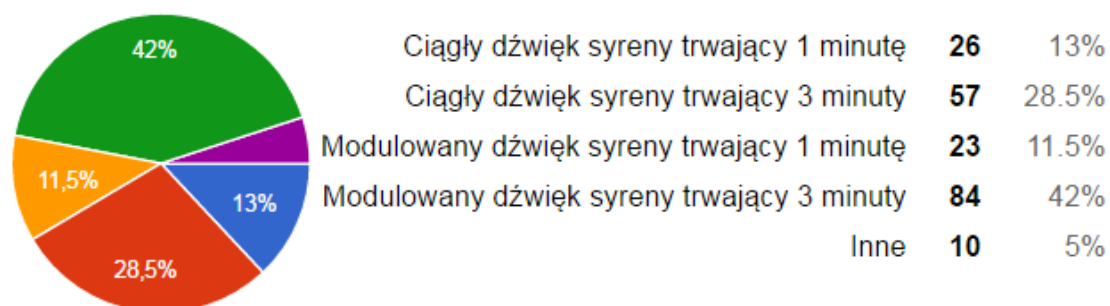 42%
11,5%
28,5%
13%
Ciągły dźwięk syreny trwający 1 minutę 26 13%
Ciągły dźwięk syreny trwający 3 minuty 57 28.5%
Modulowany dźwięk syreny trwający 1 minutę 23 11.5%
Modulowany dźwięk syreny trwający 3 minuty 84 42%
Inne 10 5%